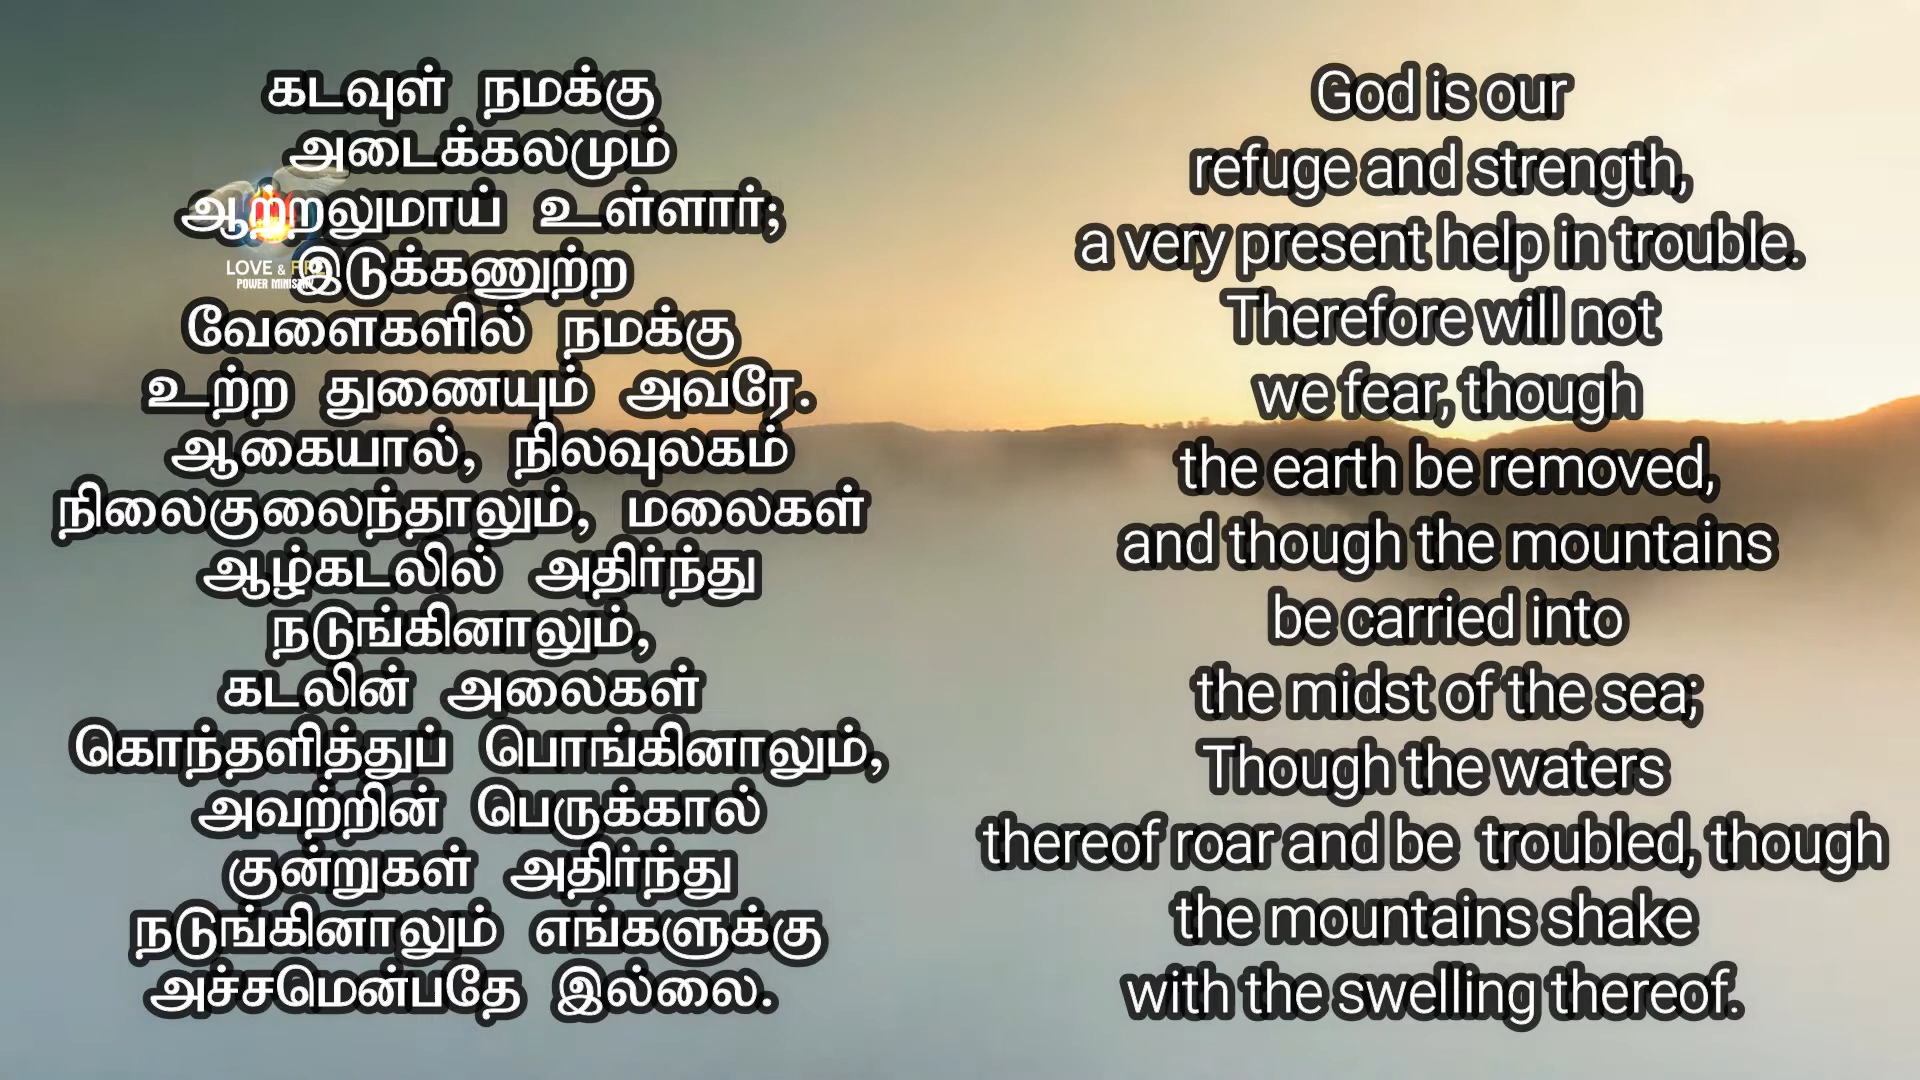 கடவுள் நமக்கு
அடைக்கலமும்
ஆற்றலுமாய் உள்ளார்;
இடுக்கணுற்ற
வேளைகளில் நமக்கு
உற்ற துணையும் அவரே.
ஆகையால், நிலவுலகம்
நிலைகுலைந்தாலும், மலைகள்
ஆழ்கடலில் அதிர்ந்து
நடுங்கினாலும்,
கடலின் அலைகள்
கொந்தளித்துப் பொங்கினாலும்,
அவற்றின் பெருக்கால்
குன்றுகள் அதிர்ந்து
நடுங்கினாலும் எங்களுக்கு
அச்சமென்பதே இல்லை.
LOVE &
POWER MINISTRY
God is our
refuge and strength,
a very present help in trouble.
Therefore will not
we fear, though
the earth be removed,
and though the mountains
be carried into
the midst of the sea;
Though the waters
thereof roar and be troubled, though
the mountains shake
with the swelling thereof.